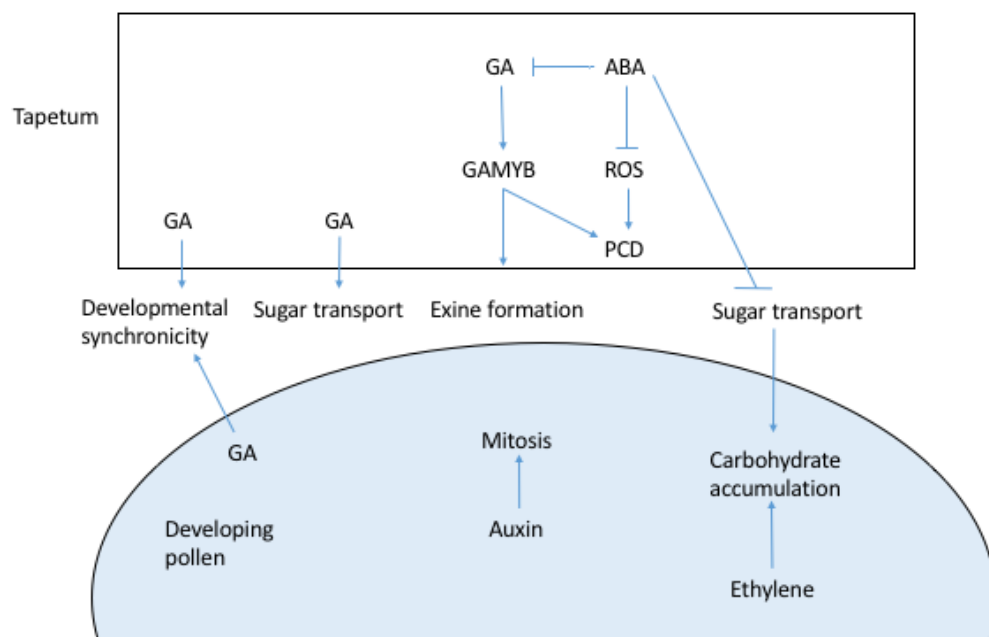 GA
ABA
Tapetum
GAMYB
ROS
GA
GA
PCD
Developmental
synchronicity
Sugar transport
Exine formation
Sugar transport
GA
Mitosis
Carbohydrate
accumulation
Developing
pollen
Auxin
Ethylene